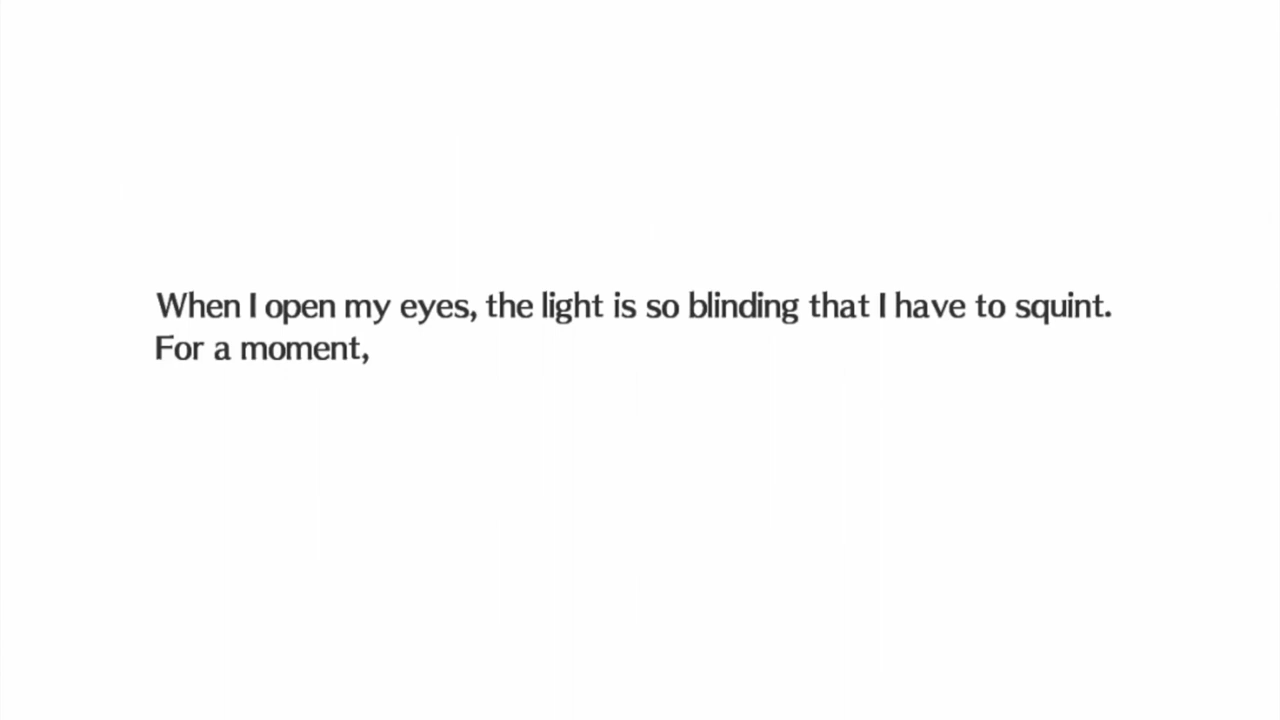 When I open my eyes, the light is so blinding that I have to squint.
For a moment,